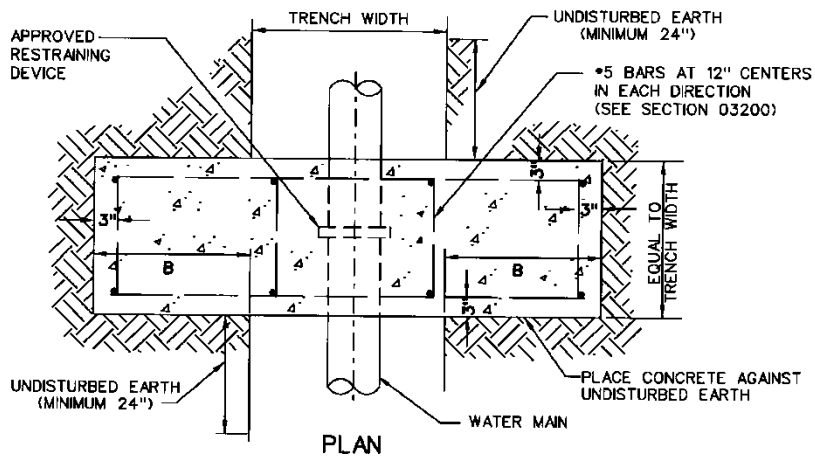 TRENCH WIDTH
UNDISTURBED EARTH
(MINIMUM 24")
APPROVED
RESTRAINING
DEVICE
•5 BARS AT 12" CENTERS
IN EACH DIRECTION
(SEE SECTION 03200)
3"
3"
3"
B
B
3"
EQUAL TO
TRENCH WIDTH
UNDISTURBED EARTH
(MINIMUM 24")
PLACE CONCRETE AGAINST
UNDISTURBED EARTH
WATER MAIN
PLAN